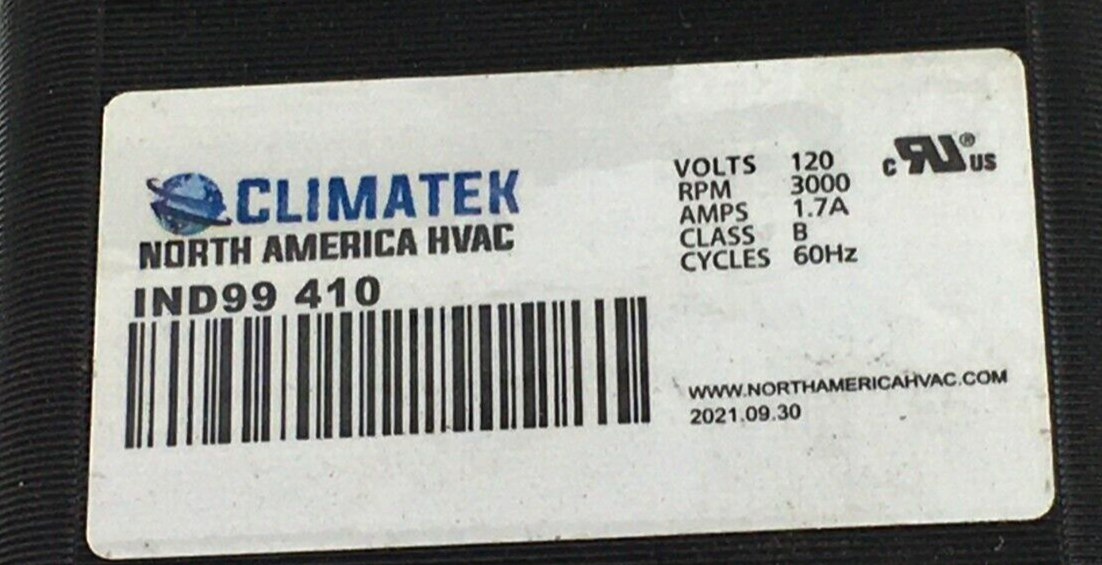 CLIMATEK
NORTH AMERICA HVAC
IND99 410
VOLTS 120
RPM 3000
AMPS 1.7A
CLASS B
CYCLES 60Hz
c RU® US
WWW.NORTHAMERICAHVAC.COM
2021.09.30